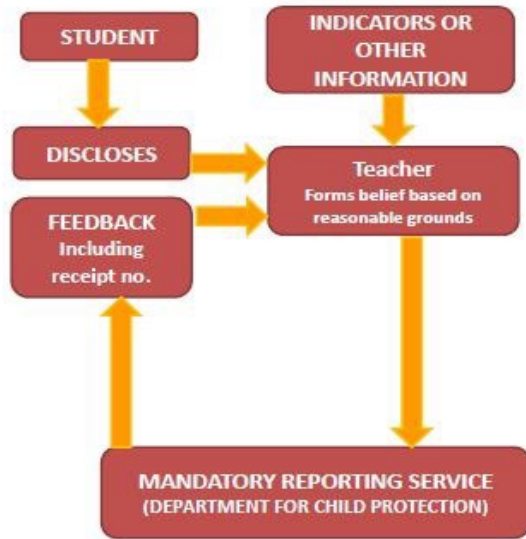 STUDENT
INDICATORS OR
OTHER
INFORMATION
DISCLOSES
Teacher
Forms belief based on
reasonable grounds
FEEDBACK
Including
receipt no.
MANDATORY REPORTING SERVICE
(DEPARTMENT FOR CHILD PROTECTION)